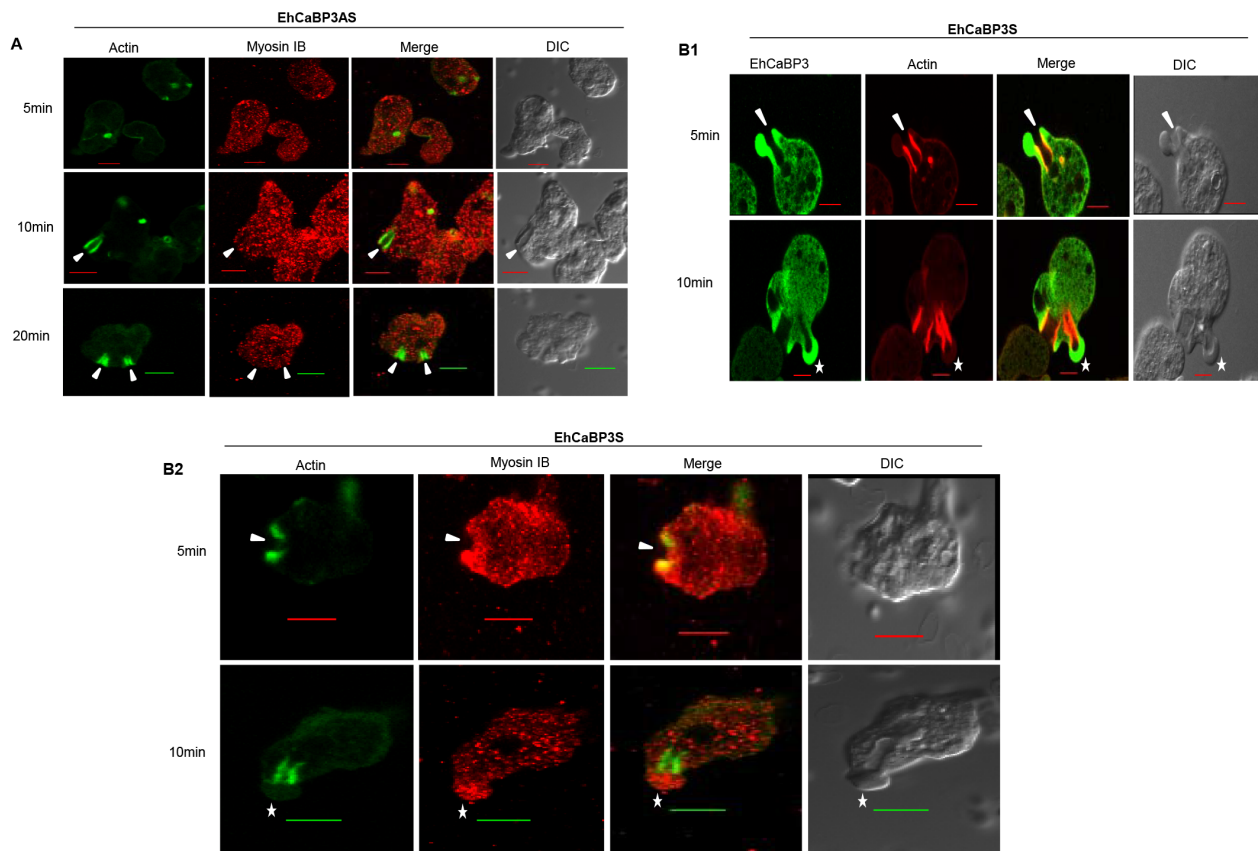 EhCaBP3AS
A
Actin Myosin IB Merge DIC
5min
10min
20min
EhCaBP3S
B1
EhCaBP3 Actin Merge DIC
5min
10min
EhCaBP3S
B2
Actin Myosin IB Merge DIC
5min
10min